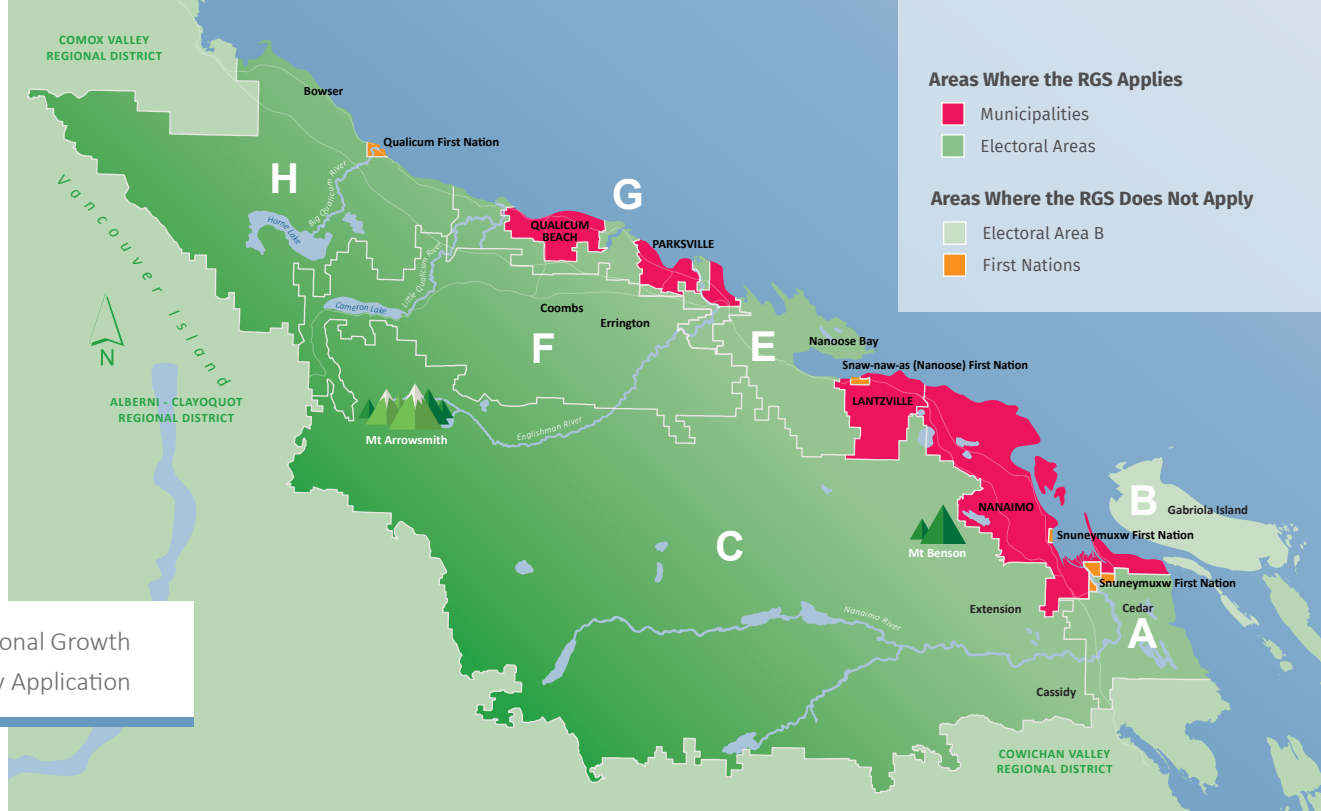 COMOX VALLEY
REGIONAL DISTRICT
Areas Where the RGS Applies
Municipalities
Electoral Areas
Areas Where the RGS Does Not Apply
Electoral Area B
First Nations
Bowser
Qualicum First Nation
H
Big Qualicum River
Horne Lake
G
QUALICUM
BEACH
PARKSVILLE
Vancouver Island
Little Qualicum River
Cameron Lake
Coombs
Errington
F
E
Nanoose Bay
Snaw-naw-as (Nanoose) First Nation
N
ALBERNI - CLAYOQUOT
REGIONAL DISTRICT
LANTZVILLE
Mt Arrowsmith
Englishman River
B
Gabriola Island
NANAIMO
Snuneymuxw First Nation
C
Mt Benson
Snuneymuxw First Nation
Extension
Cedar
Nanaimo River
A
onal Growth
y Application
Cassidy
COWICHAN VALLEY
REGIONAL DISTRICT